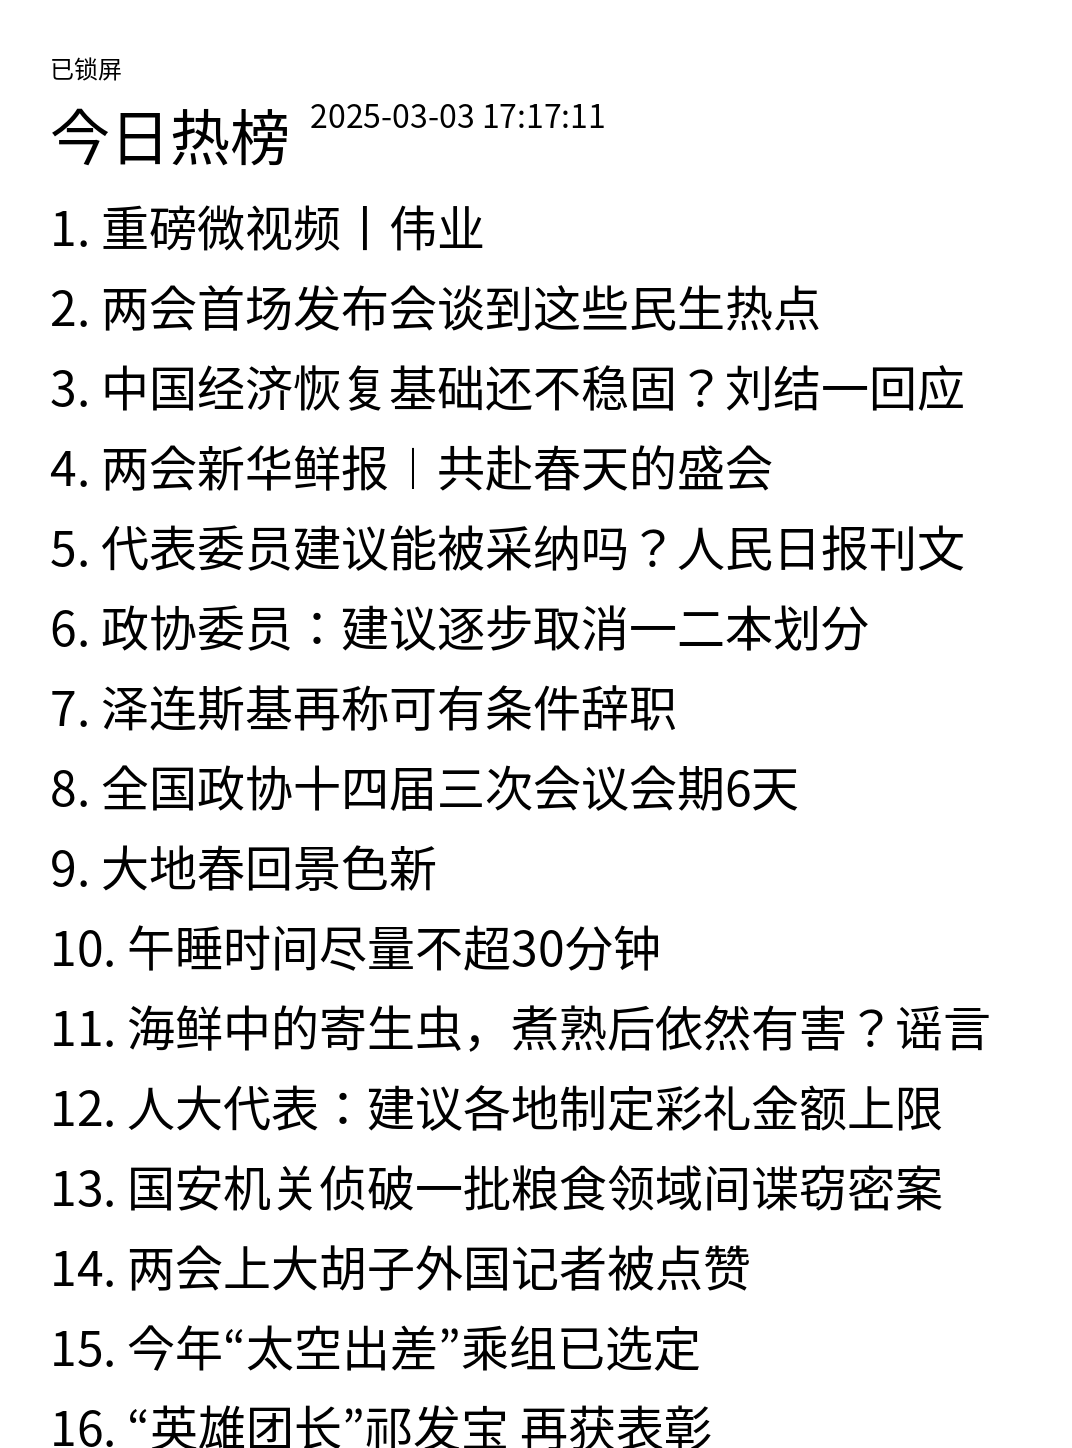 已锁屏
今日热榜 2025-03-03 17:17:11
1. 重磅微视频丨伟业
2. 两会首场发布会谈到这些民生热点
3. 中国经济恢复基础还不稳固？刘结一回应
4. 两会新华鲜报︱共赴春天的盛会
5. 代表委员建议能被采纳吗？人民日报刊文
6. 政协委员：建议逐步取消一二本划分
7. 泽连斯基再称可有条件辞职
8. 全国政协十四届三次会议会期6天
9. 大地春回景色新
10. 午睡时间尽量不超30分钟
11. 海鲜中的寄生虫，煮熟后依然有害？谣言
12. 人大代表：建议各地制定彩礼金额上限
13. 国安机关侦破一批粮食领域间谍窃密案
14. 两会上大胡子外国记者被点赞
15. 今年“太空出差”乘组已选定
16. “英雄团长”祁发宝 再获表彰